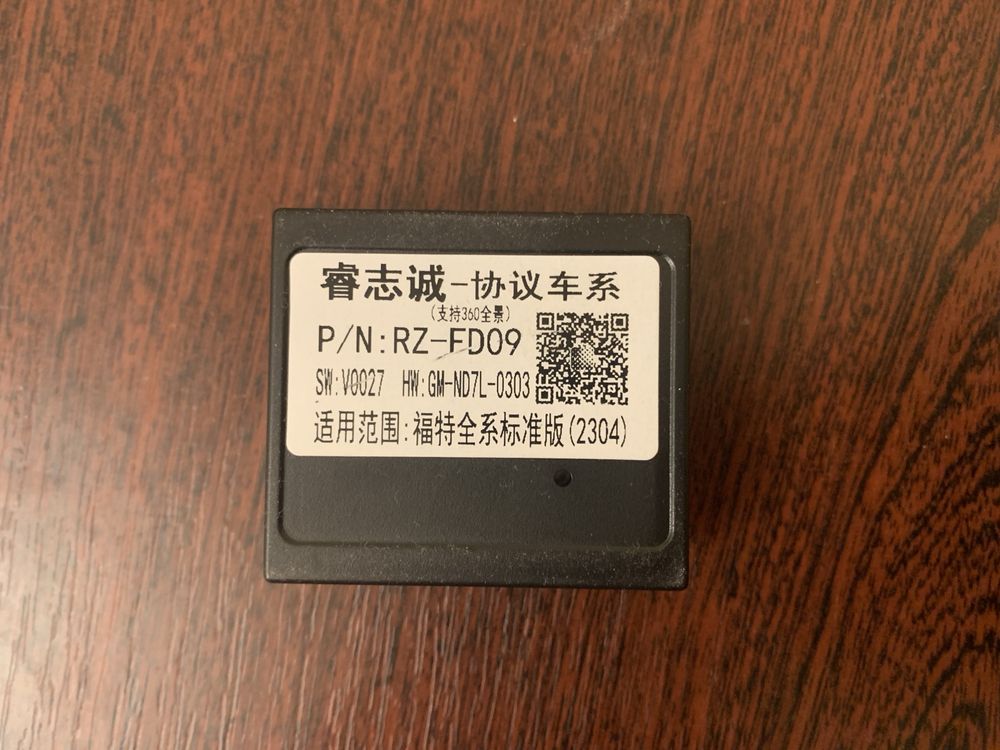 睿志诚-协议车系
(支持360全景)
P/N:RZ-FD09
SW:V0027 HW:GM-ND7L-0303
适用范围:福特全系标准版(2304)